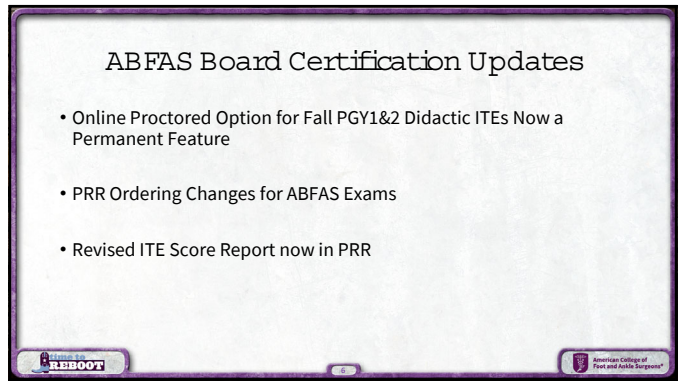 ABFAS Board Certification Updates
• Online Proctored Option for Fall PGY1&2 Didactic ITEs Now a
Permanent Feature
• PRR Ordering Changes for ABFAS Exams
• Revised ITE Score Report now in PRR
time to
REBOOT
6
American College of
Foot and Ankle Surgeons®